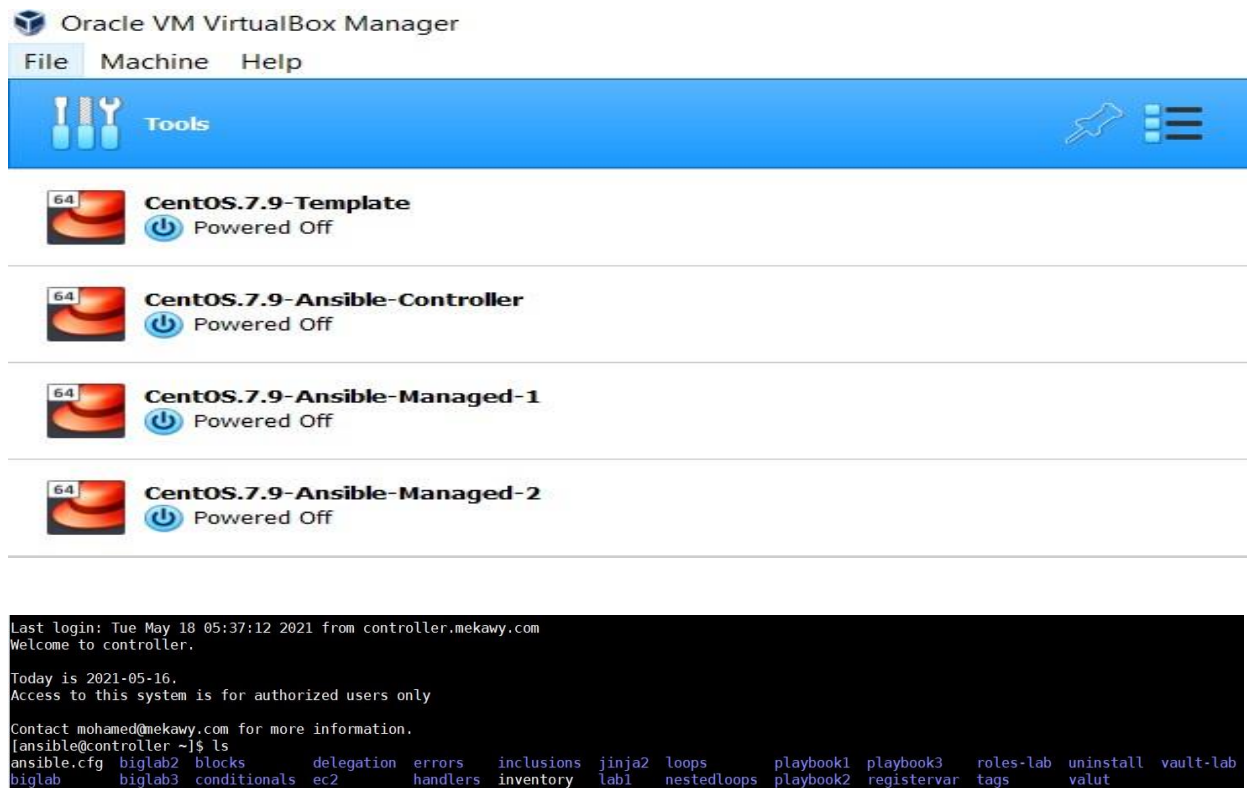 Oracle VM VirtualBox Manager
File Machine Help
Tools
64
CentOS.7.9-Template
Powered Off
64
CentOS.7.9-Ansible-Controller
Powered Off
64
CentOS.7.9-Ansible-Managed-1
Powered Off
64
CentOS.7.9-Ansible-Managed-2
Powered Off
Last login: Tue May 18 05:37:12 2021 from controller.mekawy.com
Welcome to controller.
Today is 2021-05-16.
Access to this system is for authorized users only
Contact mohamed@mekawy.com for more information.
[ansible@controller ~]$ ls
ansible.cfg biglab2 blocks delegation errors inclusions jinja2 loops playbook1 playbook3 roles-lab uninstall vault-lab
biglab biglab3 conditionals ec2 handlers inventory lab1 nestedloops playbook2 registervar tags valut